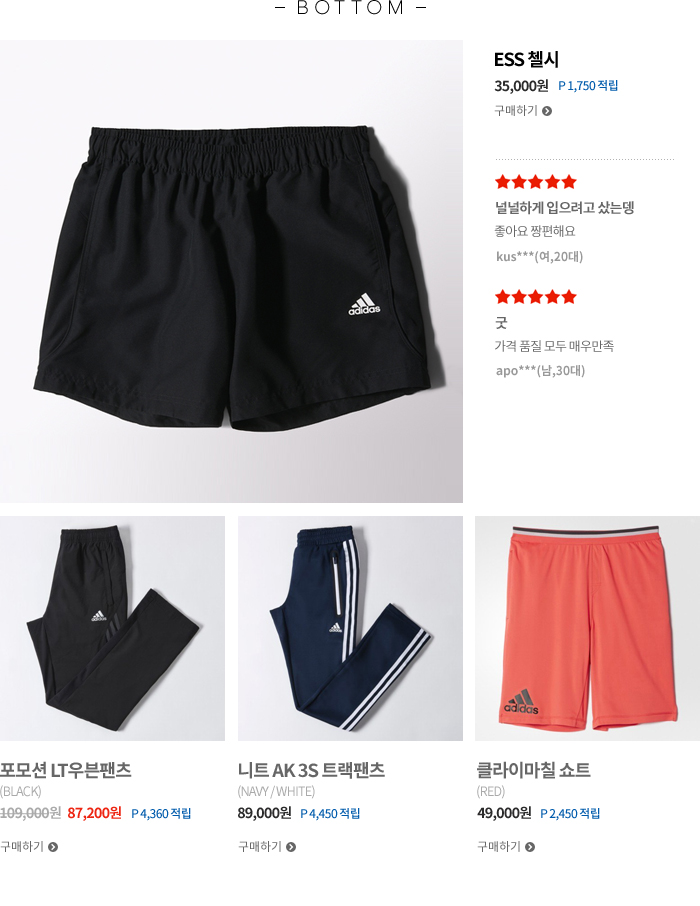 – BOTTOM –
ESS 첼시
35,000원 P 1,750 적립
구매하기
널널하게 입으려고 샀는뎅
좋아요 짱편해요
kus***(여,20대)
굿
가격 품질 모두 매우만족
apo***(남,30대)
adidas
adidas
adidas
adidas
포모션 LT우븐팬츠
(BLACK)
109,000원 87,200원 P 4,360 적립
구매하기
니트 AK 3S 트랙팬츠
(NAVY / WHITE)
89,000원 P 4,450 적립
구매하기
클라이마칠 쇼트
(RED)
49,000원 P 2,450 적립
구매하기